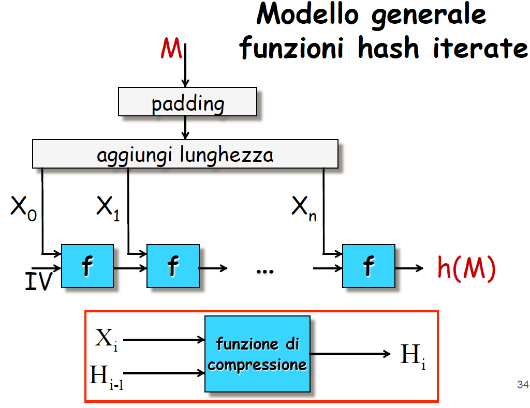 Modello generale
funzioni hash iterate
M
padding
aggiungi lunghezza
X0 X1 Xn
f f ... f
IV
h(M)
Xi
Hi-1
funzione di
compressione
Hi
34